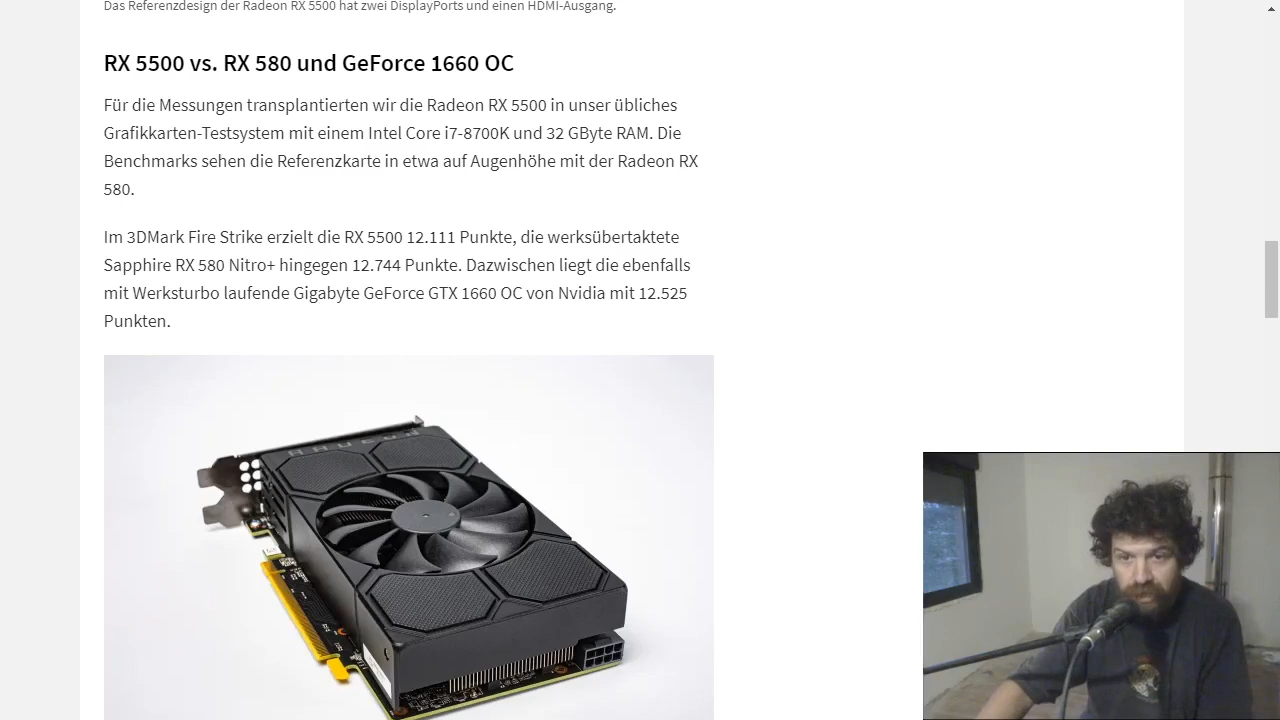 Das Referenzdesign der Radeon RX 5500 hat zwei DisplayPorts und einen HDMI-Ausgang.
RX 5500 vs. RX 580 und GeForce 1660 OC
Für die Messungen transplantierten wir die Radeon RX 5500 in unser übliches
Grafikkarten-Testsystem mit einem Intel Core i7-8700K und 32 GByte RAM. Die
Benchmarks sehen die Referenzkarte in etwa auf Augenhöhe mit der Radeon RX
580.
Im 3DMark Fire Strike erzielt die RX 5500 12.111 Punkte, die werksübertaktete
Sapphire RX 580 Nitro+ hingegen 12.744 Punkte. Dazwischen liegt die ebenfalls
mit Werksturbo laufende Gigabyte GeForce GTX 1660 OC von Nvidia mit 12.525
Punkten.
RADEON